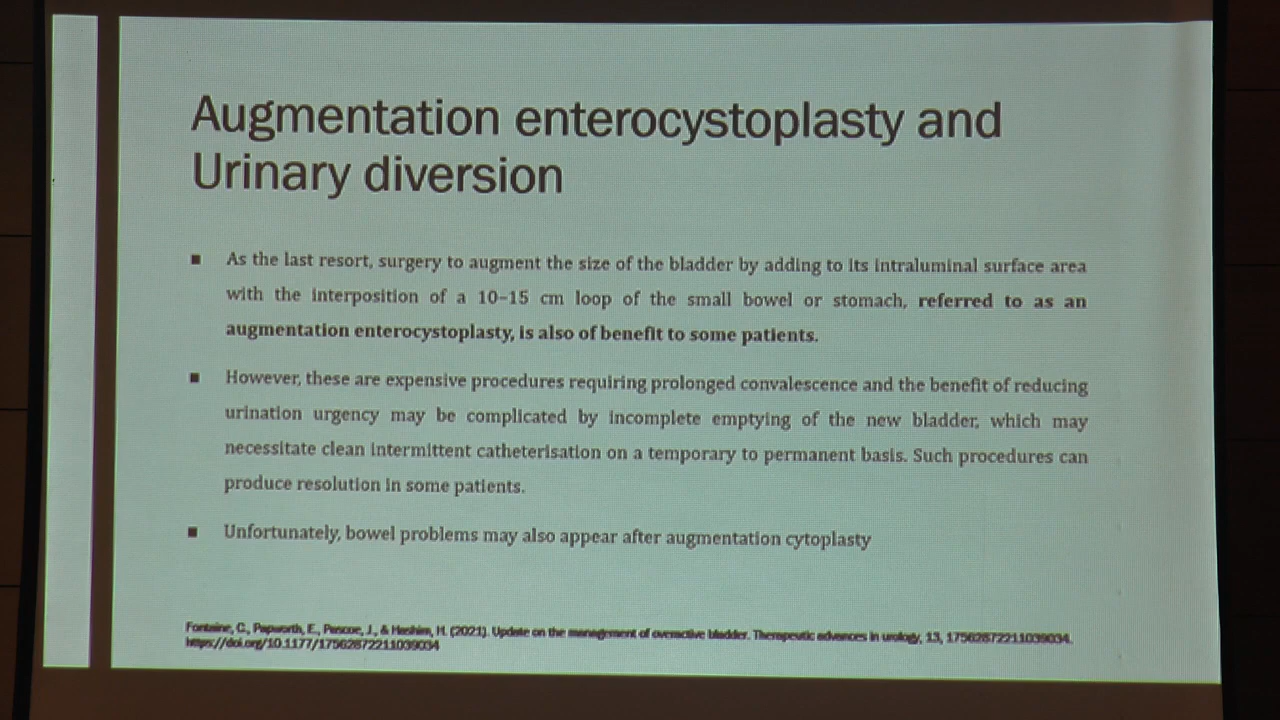 Augmentation enterocystoplasty and
Urinary diversion
■ As the last resort, surgery to augment the size of the bladder by adding to its intraluminal surface area
with the interposition of a 10–15 cm loop of the small bowel or stomach, referred to as an
augmentation enterocystoplasty, is also of benefit to some patients.
■ However, these are expensive procedures requiring prolonged convalescence and the benefit of reducing
urination urgency may be complicated by incomplete emptying of the new bladder, which may
necessitate clean intermittent catheterisation on a temporary to permanent basis. Such procedures can
produce resolution in some patients.
■ Unfortunately, bowel problems may also appear after augmentation cytoplasty
Fontaine, C., Papworth, E., Pascoe, J., & Hashim, H. (2021). Update on the management of overactive bladder. Therapeutic advances in urology, 13, 17562872211039034.
https://doi.org/10.1177/17562872211039034